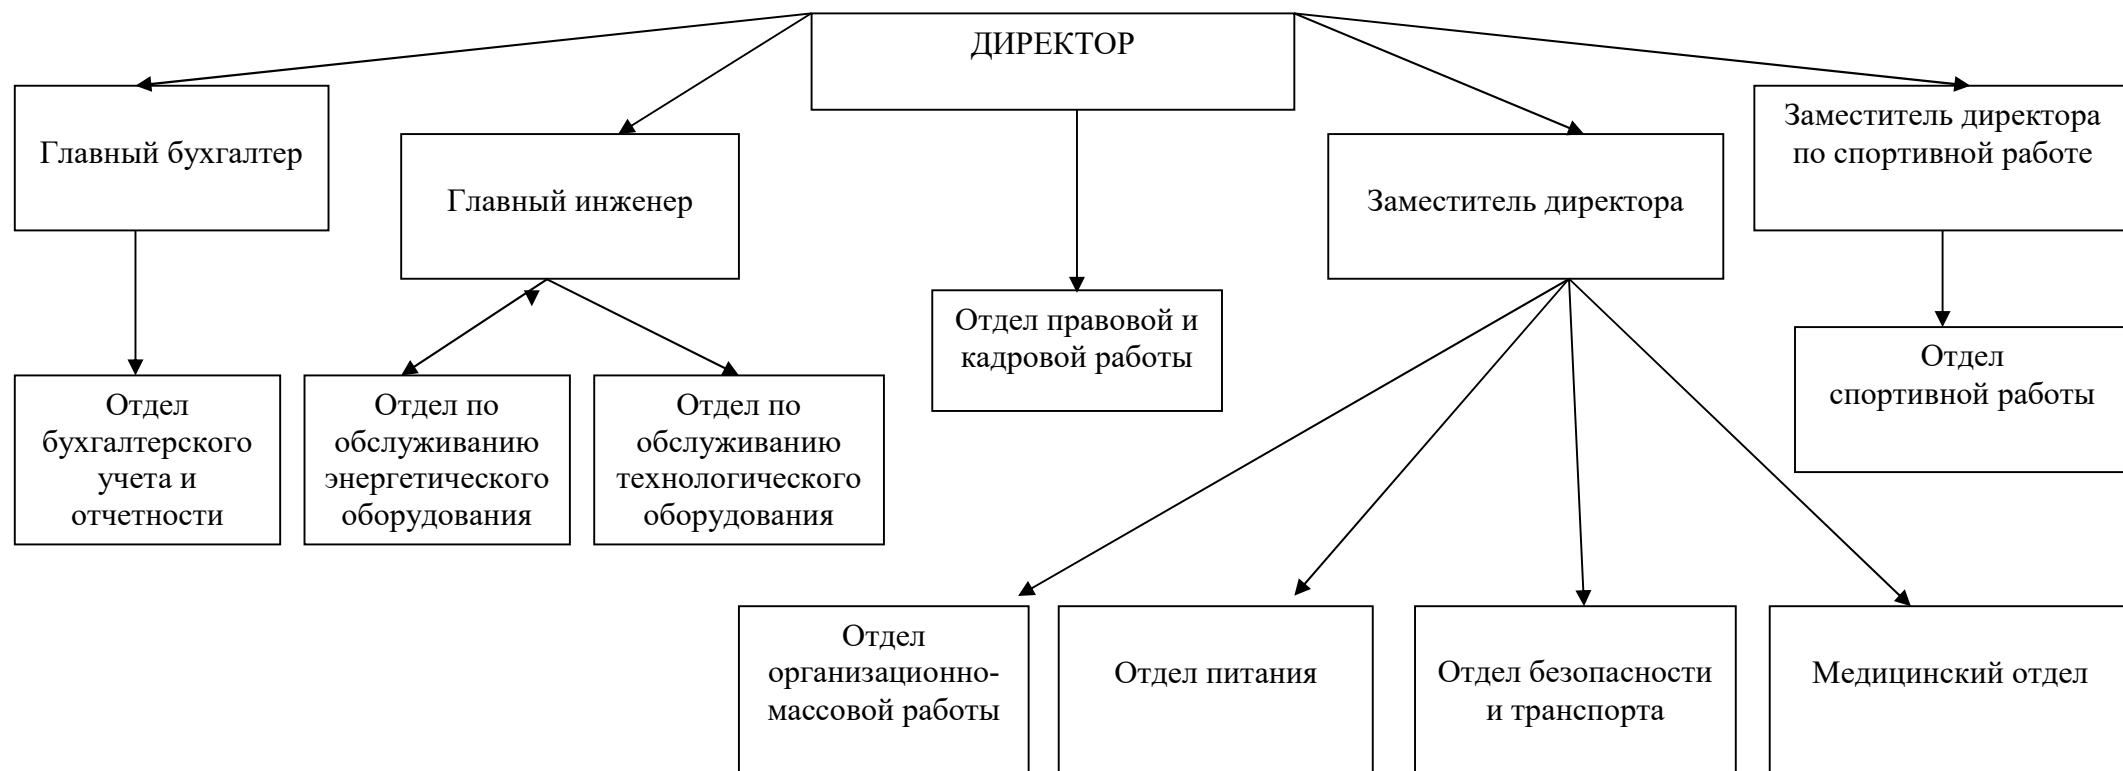 ДИРЕКТОР
Главный бухгалтер
Главный инженер
Заместитель директора
Заместитель директора
по спортивной работе
Отдел правовой и
кадровой работы
Отдел
спортивной работы
Отдел
бухгалтерского
учета и
отчетности
Отдел по
обслуживанию
энергетического
оборудования
Отдел по
обслуживанию
технологического
оборудования
Отдел
организационно-
массовой работы
Отдел питания
Отдел безопасности
и транспорта
Медицинский отдел